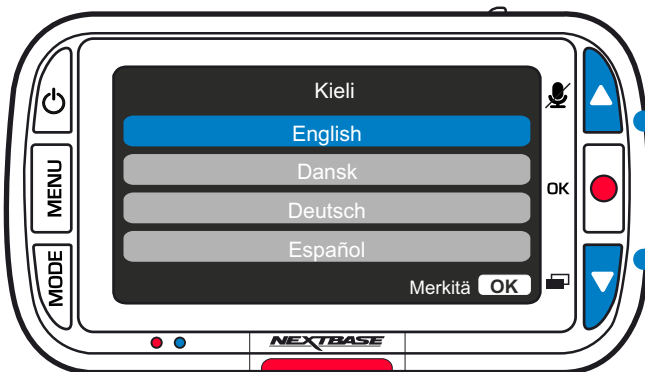 Kieli
English
Dansk
Deutsch
Español
Merkitä OK
MENU
MODE
OK
NEXTBASE